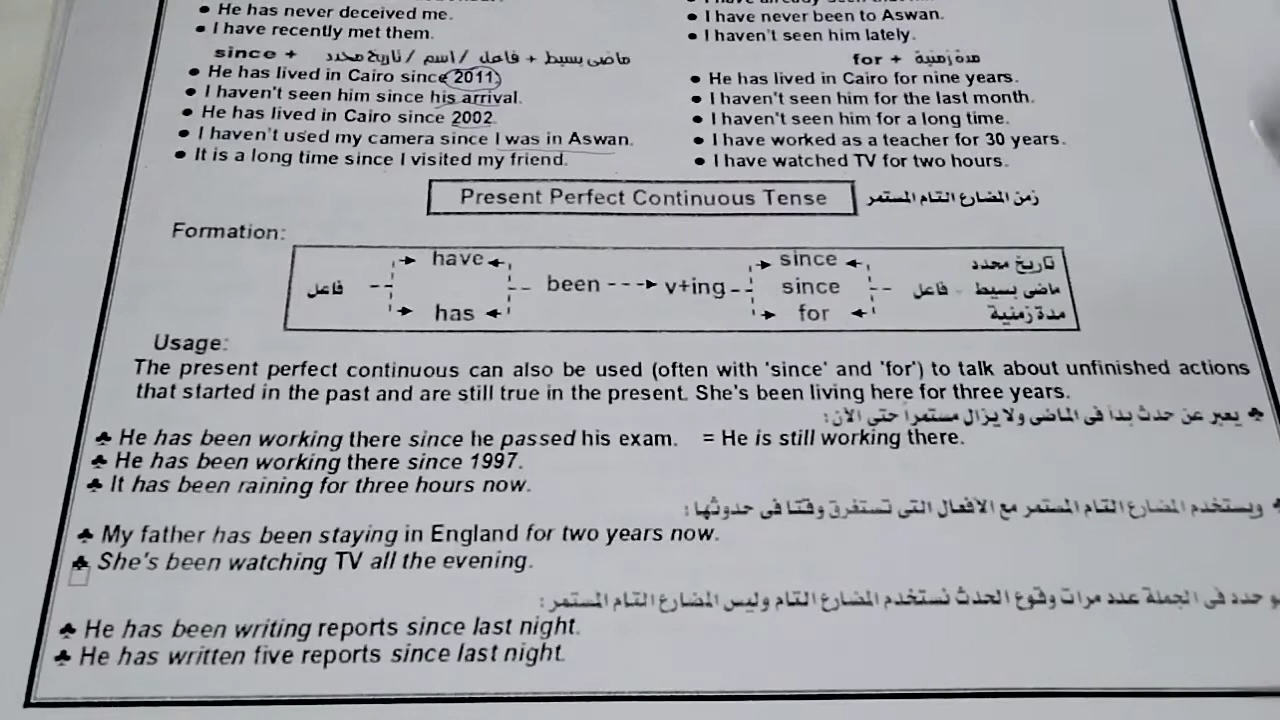 • He has never deceived me.
• I have never been to Aswan.
• I have recently met them.
• I haven't seen him lately.
since + ماضى بسيط + فاعل / اسم / تاريخ محدد
for + مدة زمنية
• He has lived in Cairo since 2011.
• He has lived in Cairo for nine years.
• I haven't seen him since his arrival.
• I haven't seen him for the last month.
• He has lived in Cairo since 2002.
• I haven't seen him for a long time.
• I haven't used my camera since I was in Aswan.
• I have worked as a teacher for 30 years.
• It is a long time since I visited my friend.
• I have watched TV for two hours.
Present Perfect Continuous Tense زمن المضارع التام المستمر
Formation:
have since تاريخ محدد
فاعل been v+ing since فاعل ماضى بسيط
has for مدة زمنية
Usage:
The present perfect continuous can also be used (often with 'since' and 'for') to talk about unfinished actions
that started in the past and are still true in the present. She's been living here for three years.
♣ يعبر عن حدث بدأ فى الماضى ولا يزال مستمراً حتى الآن:
♣ He has been working there since he passed his exam. = He is still working there.
♣ He has been working there since 1997.
♣ It has been raining for three hours now.
♣ ويستخدم المضارع التام المستمر مع الأفعال التى تستغرق وقتا فى حدوثها:
♣ My father has been staying in England for two years now.
♣ She's been watching TV all the evening.
حدد فى الجملة عدد مرات وقوع الحدث نستخدم المضارع التام وليس المضارع التام المستمر:
♣ He has been writing reports since last night.
♣ He has written five reports since last night.